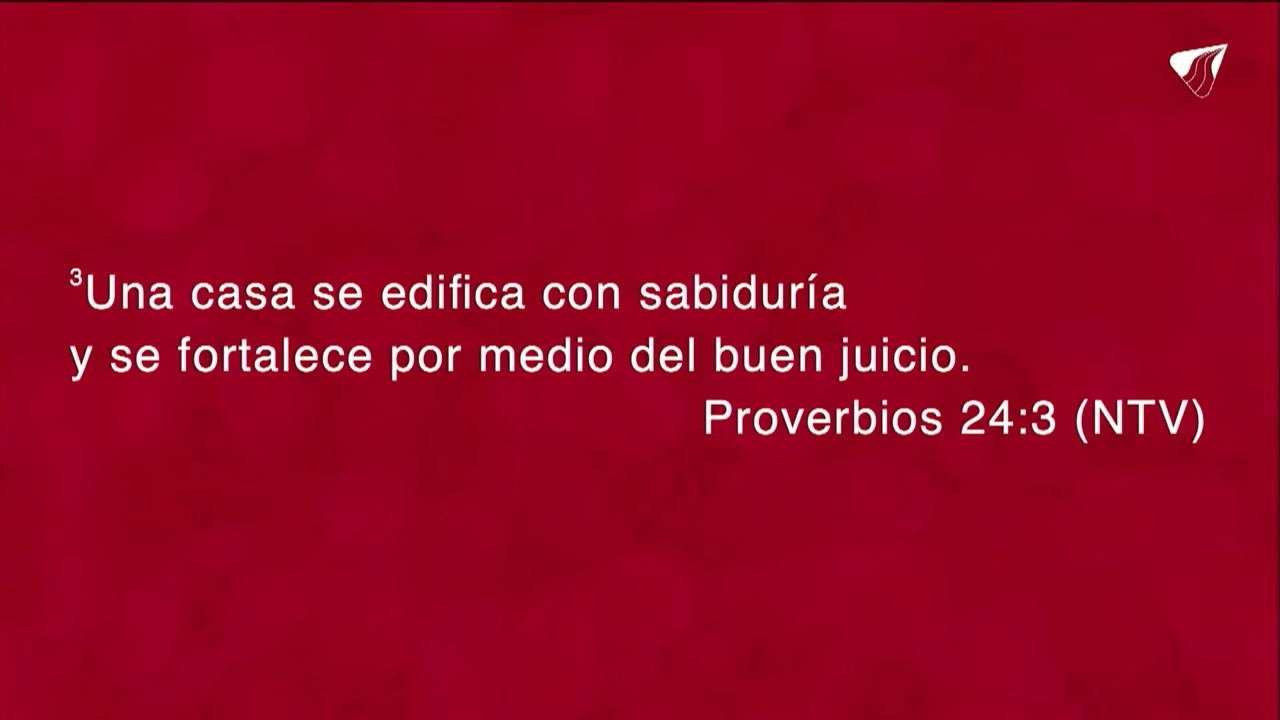 ³Una casa se edifica con sabiduría
y se fortalece por medio del buen juicio.
Proverbios 24:3 (NTV)